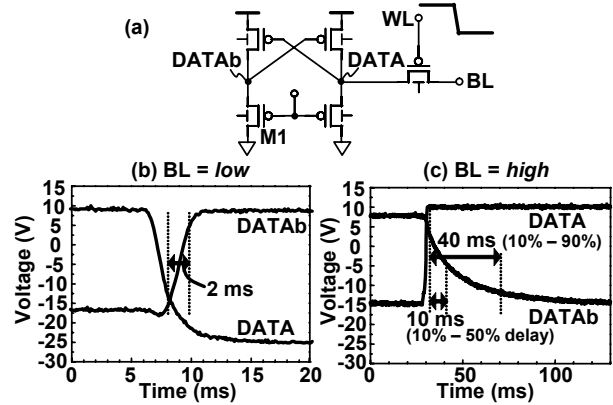 (a)
WL
DATAb
DATA
BL
M1
(b) BL = low
(c) BL = high
Voltage (V)
15
10
5
0
-5
-10
-15
-20
-25
-30
DATAb
2 ms
DATA
0
5
10
15
20
Time (ms)
Voltage (V)
15
10
5
0
-5
-10
-15
-20
-25
DATA
40 ms (10% – 90%)
10 ms
(10% – 50% delay)
DATAb
0
50
100
Time (ms)